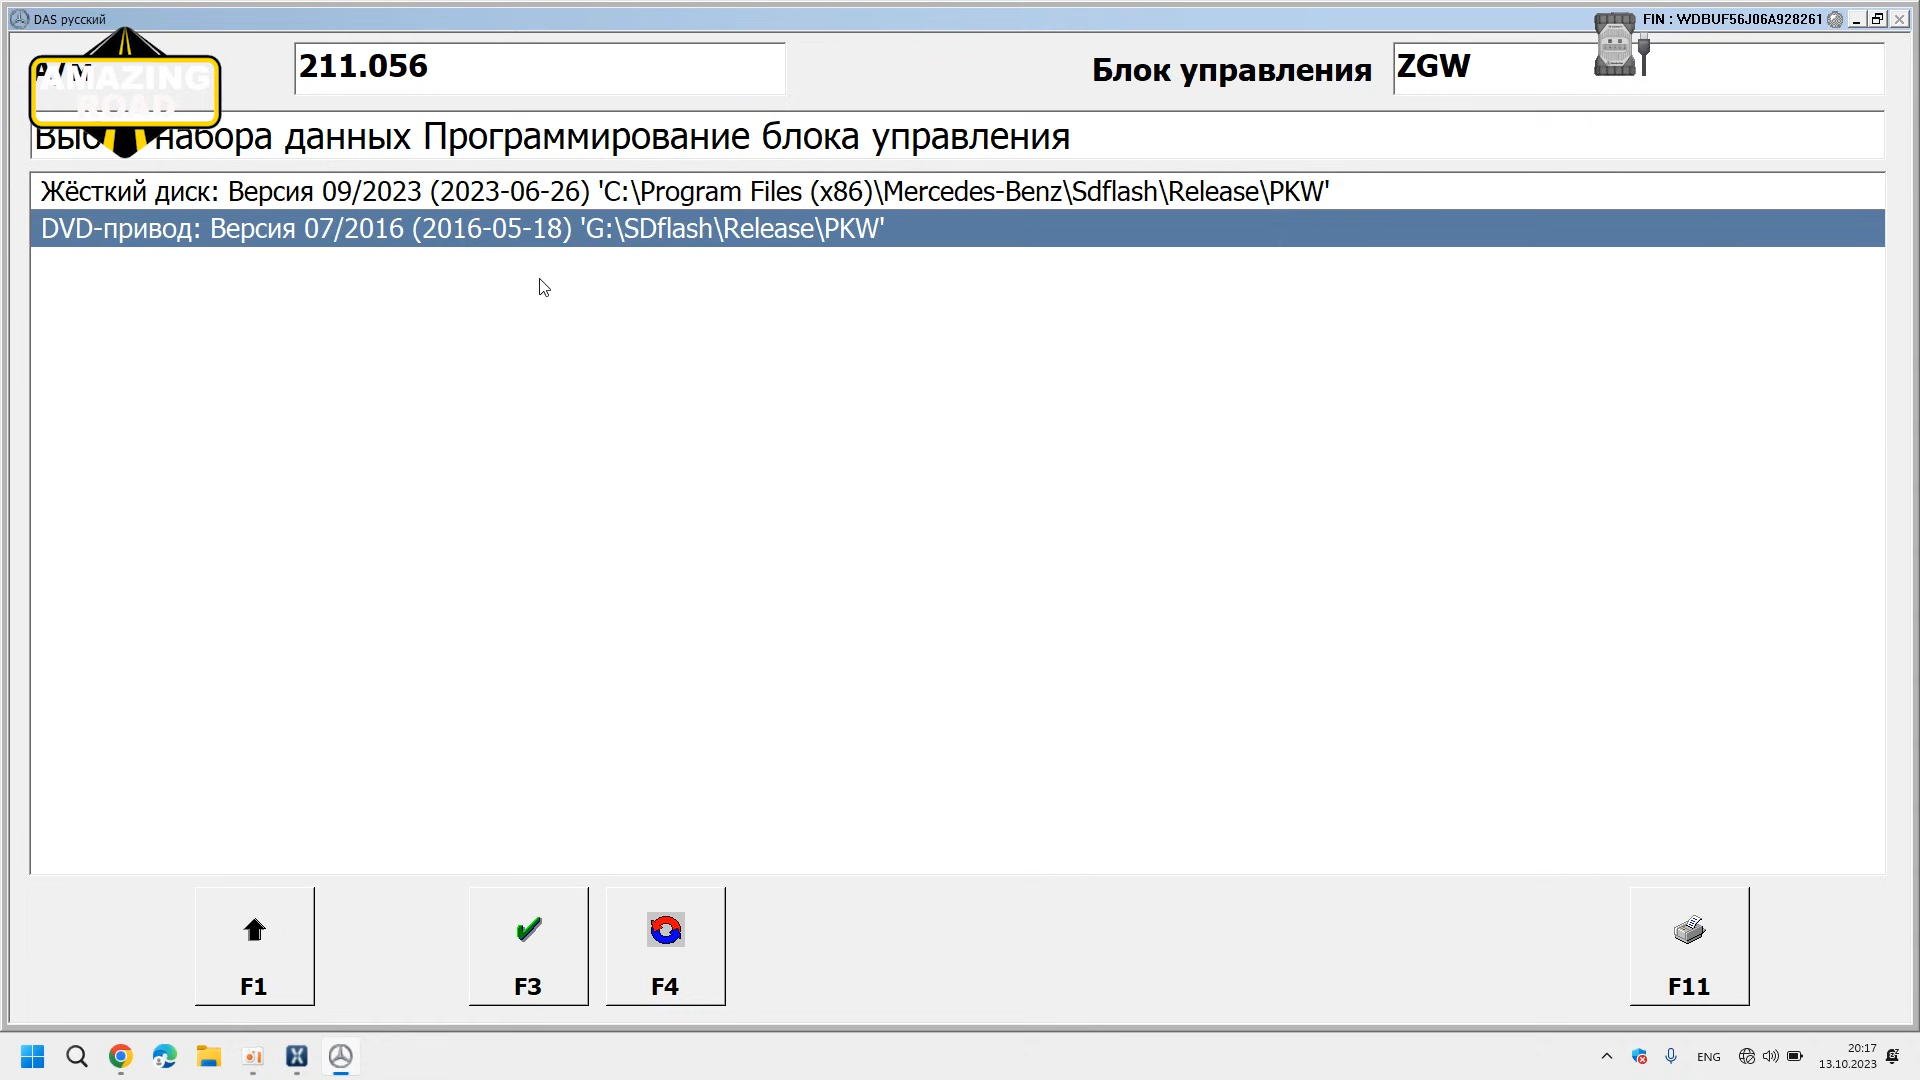 DAS русский
FIN : WDBUF56J06A928261
AMAZING
ROAD
211.056
Блок управления
ZGW
набора данных Программирование блока управления
Жёсткий диск: Версия 09/2023 (2023-06-26) 'C:\Program Files (x86)\Mercedes-Benz\Sdflash\Release\PKW'
DVD-привод: Версия 07/2016 (2016-05-18) 'G:\SDflash\Release\PKW'
F1
F3
F4
F11
ENG
20:17
13.10.2023